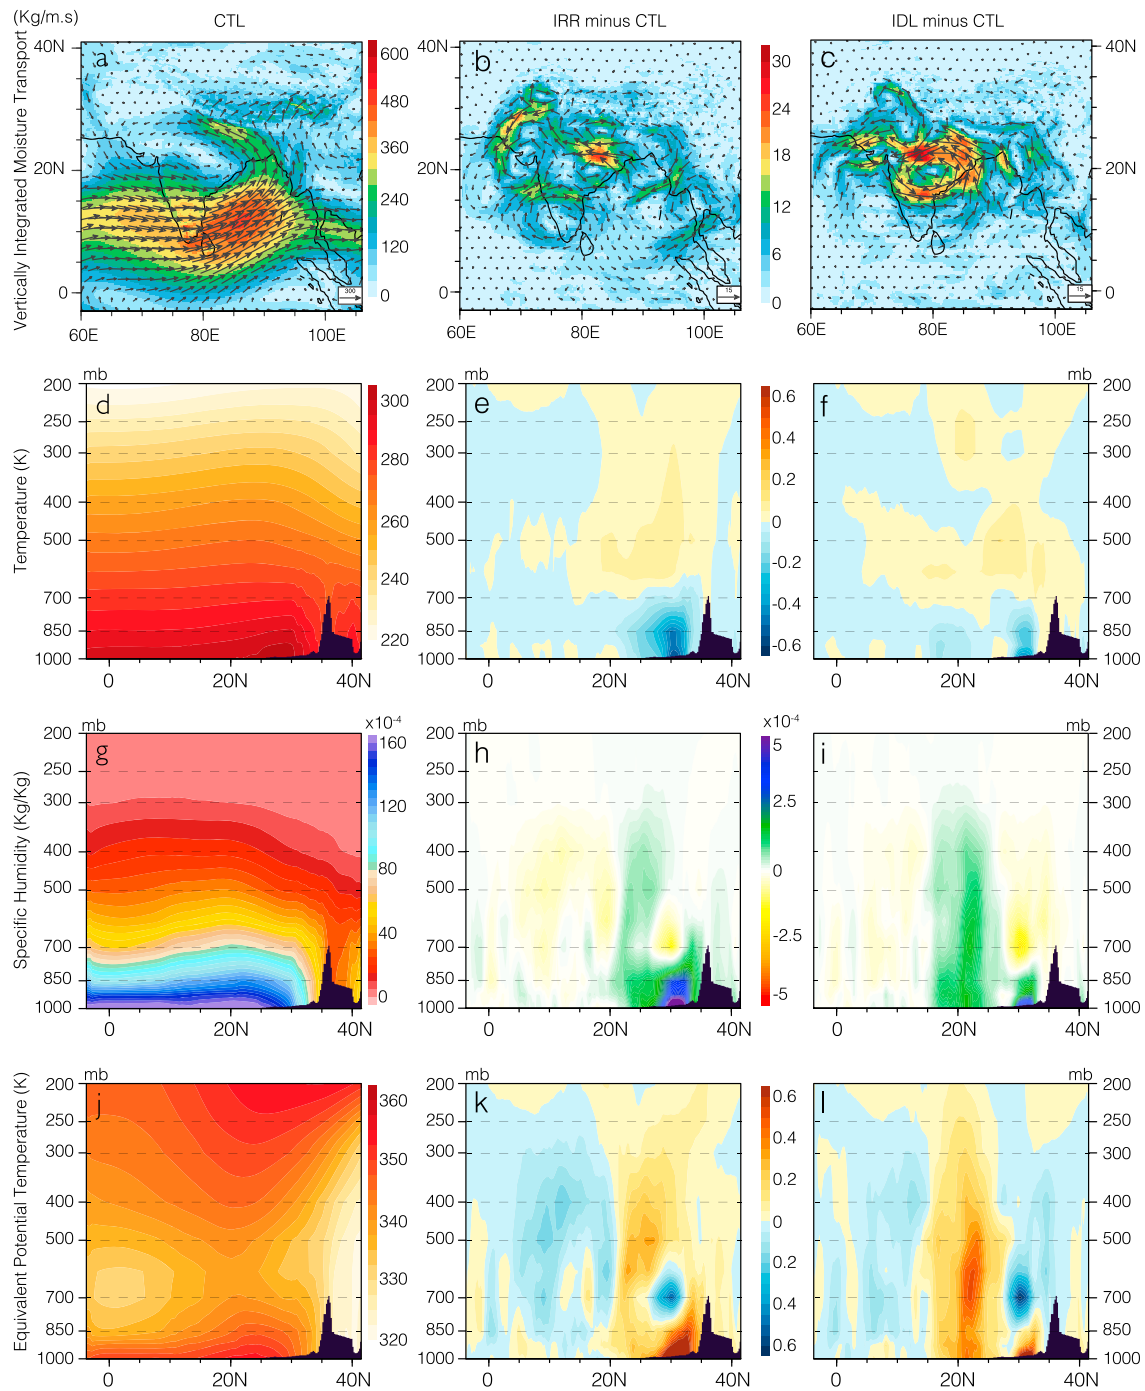 (Kg/m.s) CTL IRR minus CTL IDL minus CTL
Vertically Integrated Moisture Transport
a b c
40N 20N 0
60E 80E 100E
600 480 360 240 120 0
300
60E 80E 100E
30 24 18 12 6 0
15
60E 80E 100E
15
40N 20N 0
Temperature (K)
mb mb
d e f
200 250 300 400 500 700 850 1000
0 20N 40N
300 280 260 240 220
200 250 300 400 500 700 850 1000
0 20N 40N
0.6 0.4 0.2 0 -0.2 -0.4 -0.6
0 20N 40N
mb
200 250 300 400 500 700 850 1000
Specific Humidity (Kg/Kg)
mb x10-4 x10-4 mb
g h i
200 250 300 400 500 700 850 1000
0 20N 40N
160 120 80 40 0
200 250 300 400 500 700 850 1000
0 20N 40N
5 2.5 0 -2.5 -5
0 20N 40N
200 250 300 400 500 700 850 1000
Equivalent Potential Temperature (K)
mb mb mb
j k l
200 250 300 400 500 700 850 1000
0 20N 40N
360 350 340 330 320
200 250 300 400 500 700 850 1000
0 20N 40N
0.6 0.4 0.2 0 0.2 0.4 0.6
0 20N 40N
200 250 300 400 500 700 850 1000